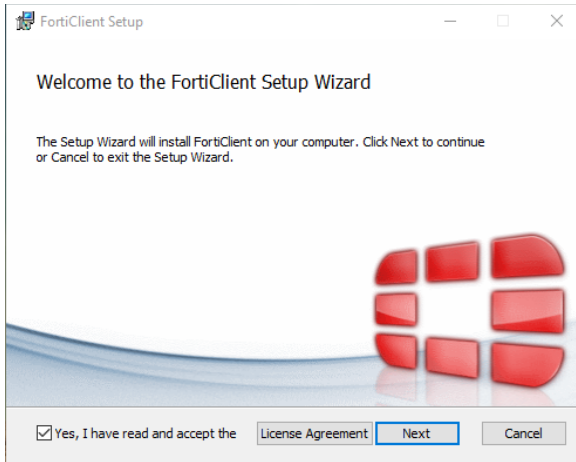 FortiClient Setup
Welcome to the FortiClient Setup Wizard
The Setup Wizard will install FortiClient on your computer. Click Next to continue
or Cancel to exit the Setup Wizard.
Yes, I have read and accept the License Agreement Next Cancel